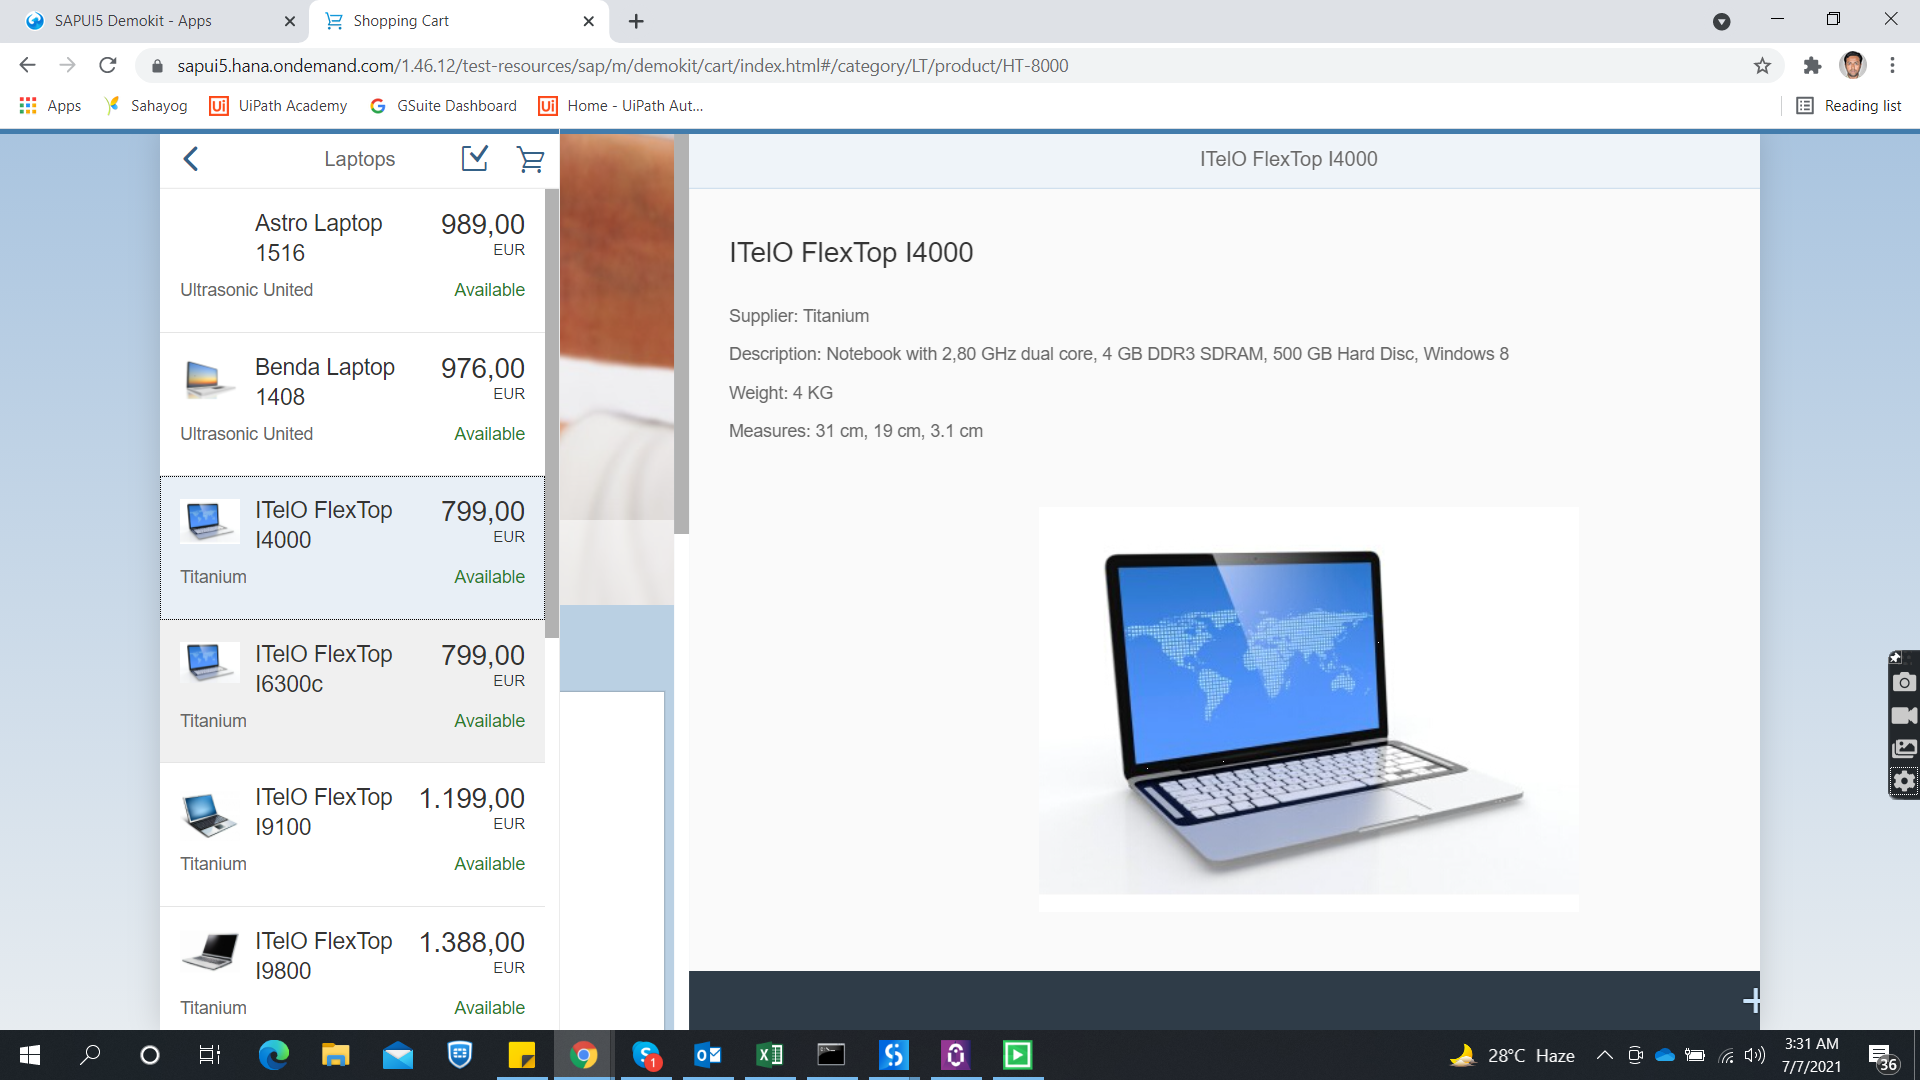 SAPUI5 Demokit - Apps
Shopping Cart
sapui5.hana.ondemand.com/1.46.12/test-resources/sap/m/demokit/cart/index.html#/category/LT/product/HT-8000
Apps
Sahayog
Ui
UiPath Academy
G
GSuite Dashboard
Ui
Home - UiPath Aut...
Reading list
Laptops
Astro Laptop 989,00
1516 EUR
Ultrasonic United Available
Benda Laptop 976,00
1408 EUR
Ultrasonic United Available
ITelO FlexTop 799,00
I4000 EUR
Titanium Available
ITelO FlexTop 799,00
I6300c EUR
Titanium Available
ITelO FlexTop 1.199,00
I9100 EUR
Titanium Available
ITelO FlexTop 1.388,00
I9800 EUR
Titanium Available
ITelO FlexTop I4000
ITelO FlexTop I4000
Supplier: Titanium
Description: Notebook with 2,80 GHz dual core, 4 GB DDR3 SDRAM, 500 GB Hard Disc, Windows 8
Weight: 4 KG
Measures: 31 cm, 19 cm, 3.1 cm
1
28°C Haze
3:31 AM
7/7/2021
36